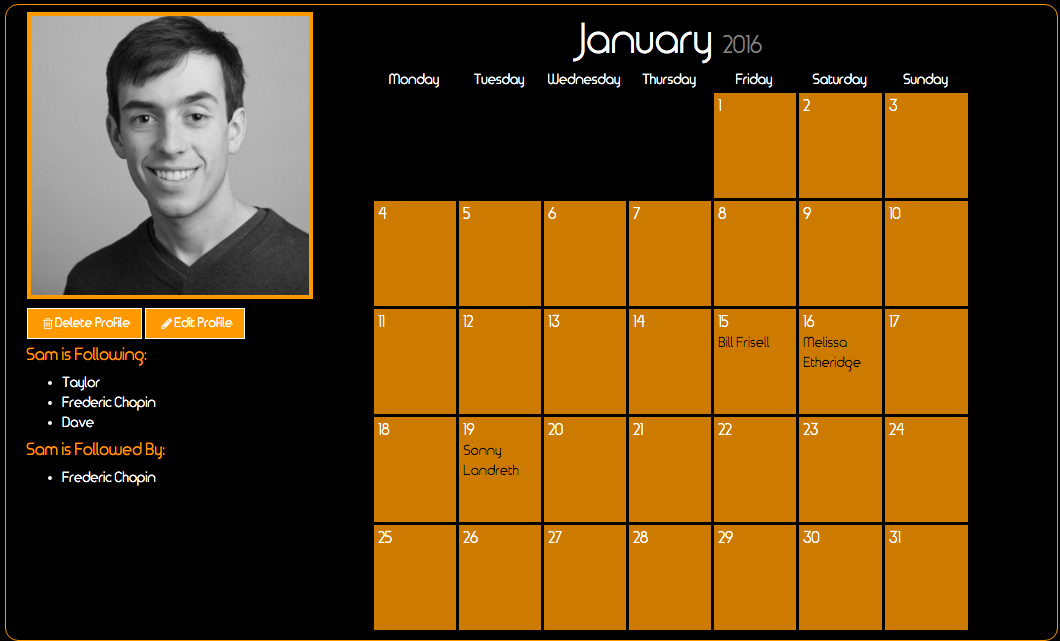 Delete Profile
Edit Profile
Sam is Following:
Taylor
Frederic Chopin
Dave
Sam is Followed By:
Frederic Chopin
January 2016
Monday Tuesday Wednesday Thursday Friday Saturday Sunday
1 2 3
4 5 6 7 8 9 10
11 12 13 14 15 16 17
Bill Frisell Melissa
Etheridge
18 19 20 21 22 23 24
Sonny
Landreth
25 26 27 28 29 30 31